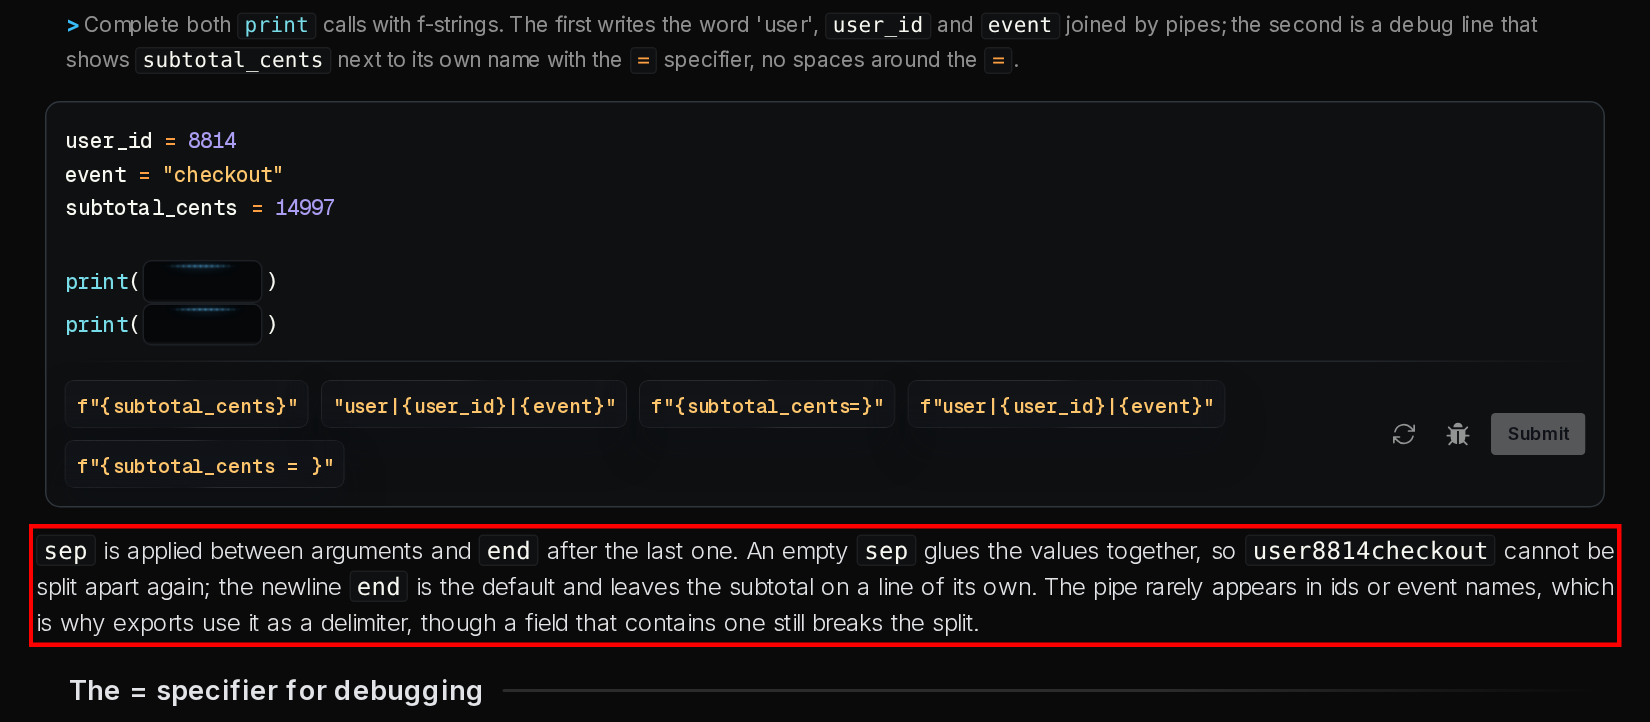 > Complete both print calls with f-strings. The first writes the word 'user', user_id and event joined by pipes; the second is a debug line that
shows subtotal_cents next to its own name with the = specifier, no spaces around the = .
user_id = 8814
event = "checkout"
subtotal_cents = 14997
print( )
print( )
f"{subtotal_cents}" "user|{user_id}|{event}" f"{subtotal_cents=}" f"user|{user_id}|{event}"
Submit
f"{subtotal_cents = }"
sep is applied between arguments and end after the last one. An empty sep glues the values together, so user8814checkout cannot be
split apart again; the newline end is the default and leaves the subtotal on a line of its own. The pipe rarely appears in ids or event names, which
is why exports use it as a delimiter, though a field that contains one still breaks the split.
The = specifier for debugging